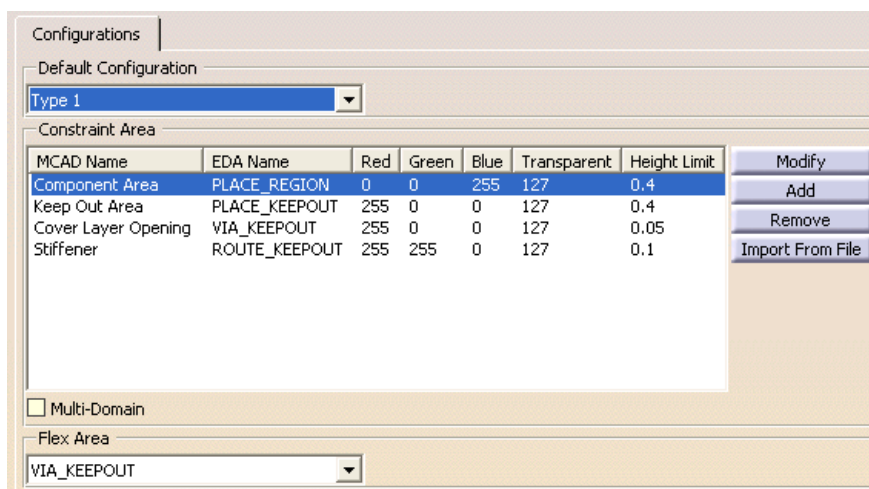 Configurations
Default Configuration
Type 1
Constraint Area
MCAD Name EDA Name Red Green Blue Transparent Height Limit Modify
Component Area PLACE_REGION 0 0 255 127 0.4 Add
Keep Out Area PLACE_KEEPOUT 255 0 0 127 0.4
Cover Layer Opening VIA_KEEPOUT 255 0 0 127 0.05 Remove
Stiffener ROUTE_KEEPOUT 255 255 0 127 0.1 Import From File
Multi-Domain
Flex Area
VIA_KEEPOUT